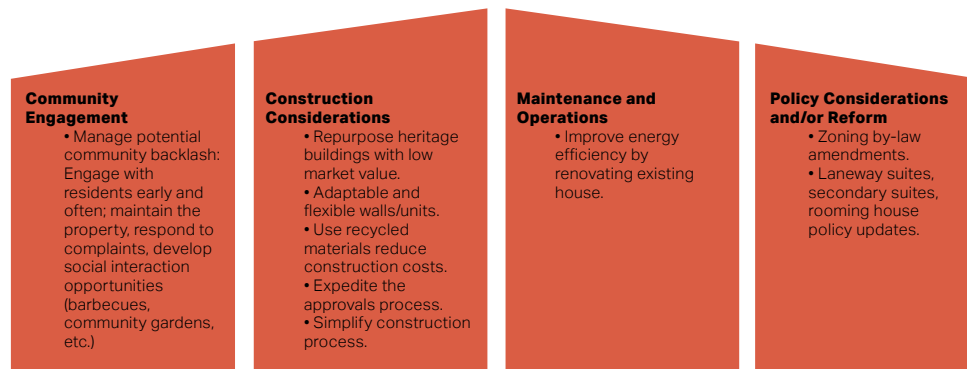 Community
Engagement
• Manage potential
community backlash:
Engage with
residents early and
often; maintain the
property, respond to
complaints, develop
social interaction
opportunities
(barbecues,
community gardens,
etc.)
Construction
Considerations
• Repurpose heritage
buildings with low
market value.
• Adaptable and
flexible walls/units.
• Use recycled
materials reduce
construction costs.
• Expedite the
approvals process.
• Simplify construction
process.
Maintenance and
Operations
• Improve energy
efficiency by
renovating existing
house.
Policy Considerations
and/or Reform
• Zoning by-law
amendments.
• Laneway suites,
secondary suites,
rooming house
policy updates.